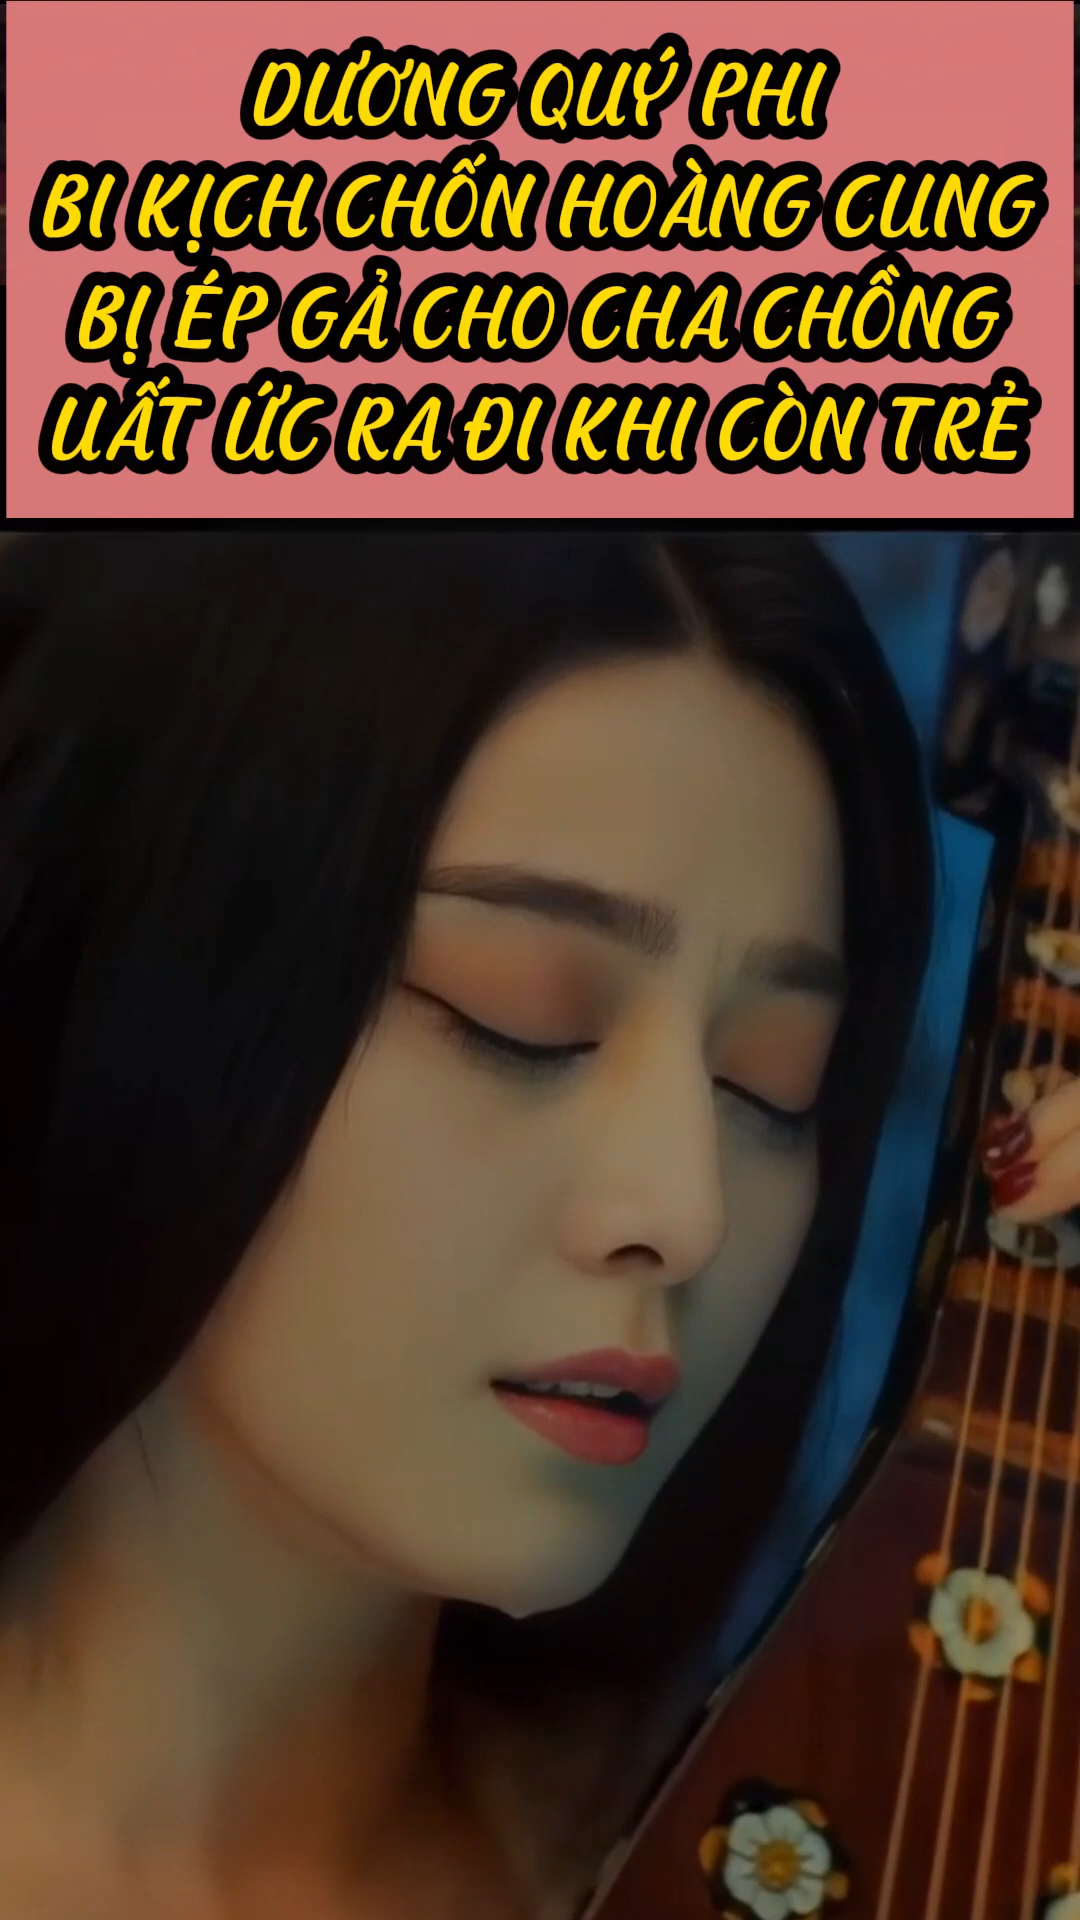 DƯƠNG QUÝ PHI
BI KỊCH CHỐN HOÀNG CUNG
BỊ ÉP GẢ CHO CHA CHỒNG
UẤT ỨC RA ĐI KHI CÒN TRẺ